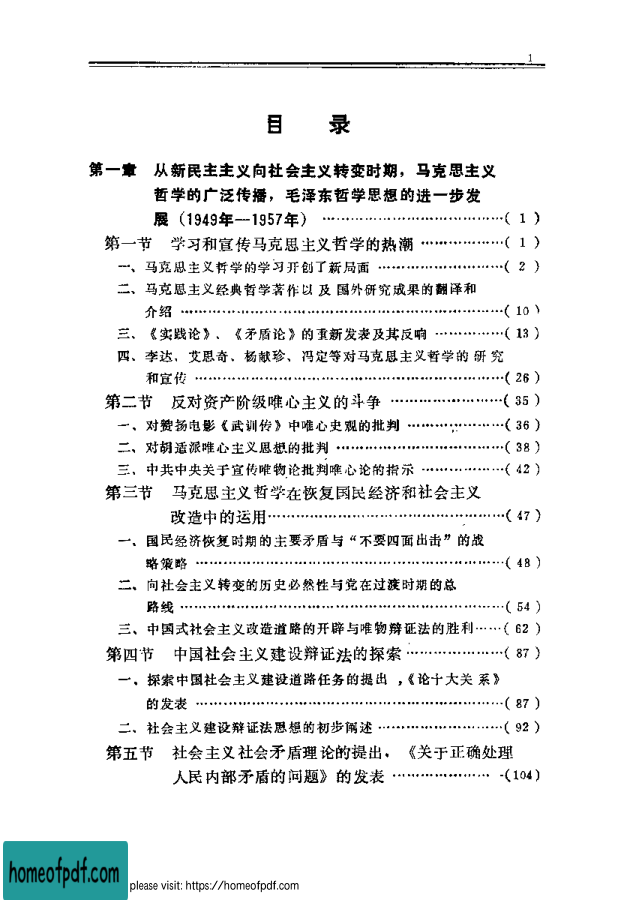 1
目 录
第一章 从新民主主义向社会主义转变时期，马克思主义
哲学的广泛传播，毛泽东哲学思想的进一步发
展（1949年—1957年） ……………………………( 1 )
第一节 学习和宣传马克思主义哲学的热潮 ……………( 1 )
一、马克思主义哲学的学习开创了新局面 ……………………( 2 )
二、马克思主义经典哲学著作以及国外研究成果的翻译和
介绍 ……………………………………………………( 10 )
三、《实践论》、《矛盾论》的重新发表及其反响 ……………( 13 )
四、李达、艾思奇、杨献珍、冯定等对马克思主义哲学的研究
和宣传 …………………………………………………( 26 )
第二节 反对资产阶级唯心主义的斗争 …………………( 35 )
一、对赞扬电影《武训传》中唯心史观的批判 ………………( 36 )
二、对胡适派唯心主义思想的批判 ……………………………( 38 )
三、中共中央关于宣传唯物论批判唯心论的指示 ……………( 42 )
第三节 马克思主义哲学在恢复国民经济和社会主义
改造中的运用……………………………………( 47 )
一、国民经济恢复时期的主要矛盾与“不要四面出击”的战
略策略 …………………………………………………( 48 )
二、向社会主义转变的历史必然性与党在过渡时期的总
路线 ……………………………………………………( 54 )
三、中国式社会主义改造道路的开辟与唯物辩证法的胜利……( 62 )
第四节 中国社会主义建设辩证法的探索 ………………( 87 )
一、探索中国社会主义建设道路任务的提出，《论十大关系》
的发表 …………………………………………………( 87 )
二、社会主义建设辩证法思想的初步阐述 ……………………( 92 )
第五节 社会主义社会矛盾理论的提出、《关于正确处理
人民内部矛盾的问题》的发表 ……………… -(104)
homeofpdf.com
please visit: https://homeofpdf.com